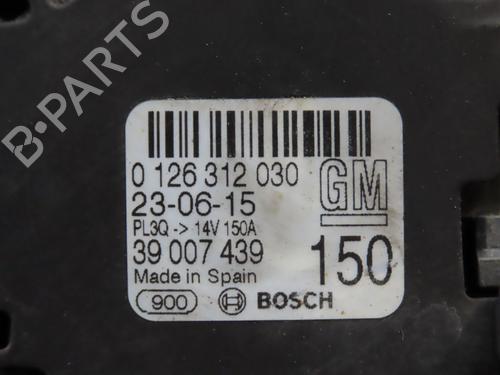 B-PARTS
0 126 312 030
23-06-15
GM
PL3Q -> 14V 150A
39 007 439
150
Made in Spain
900 BOSCH